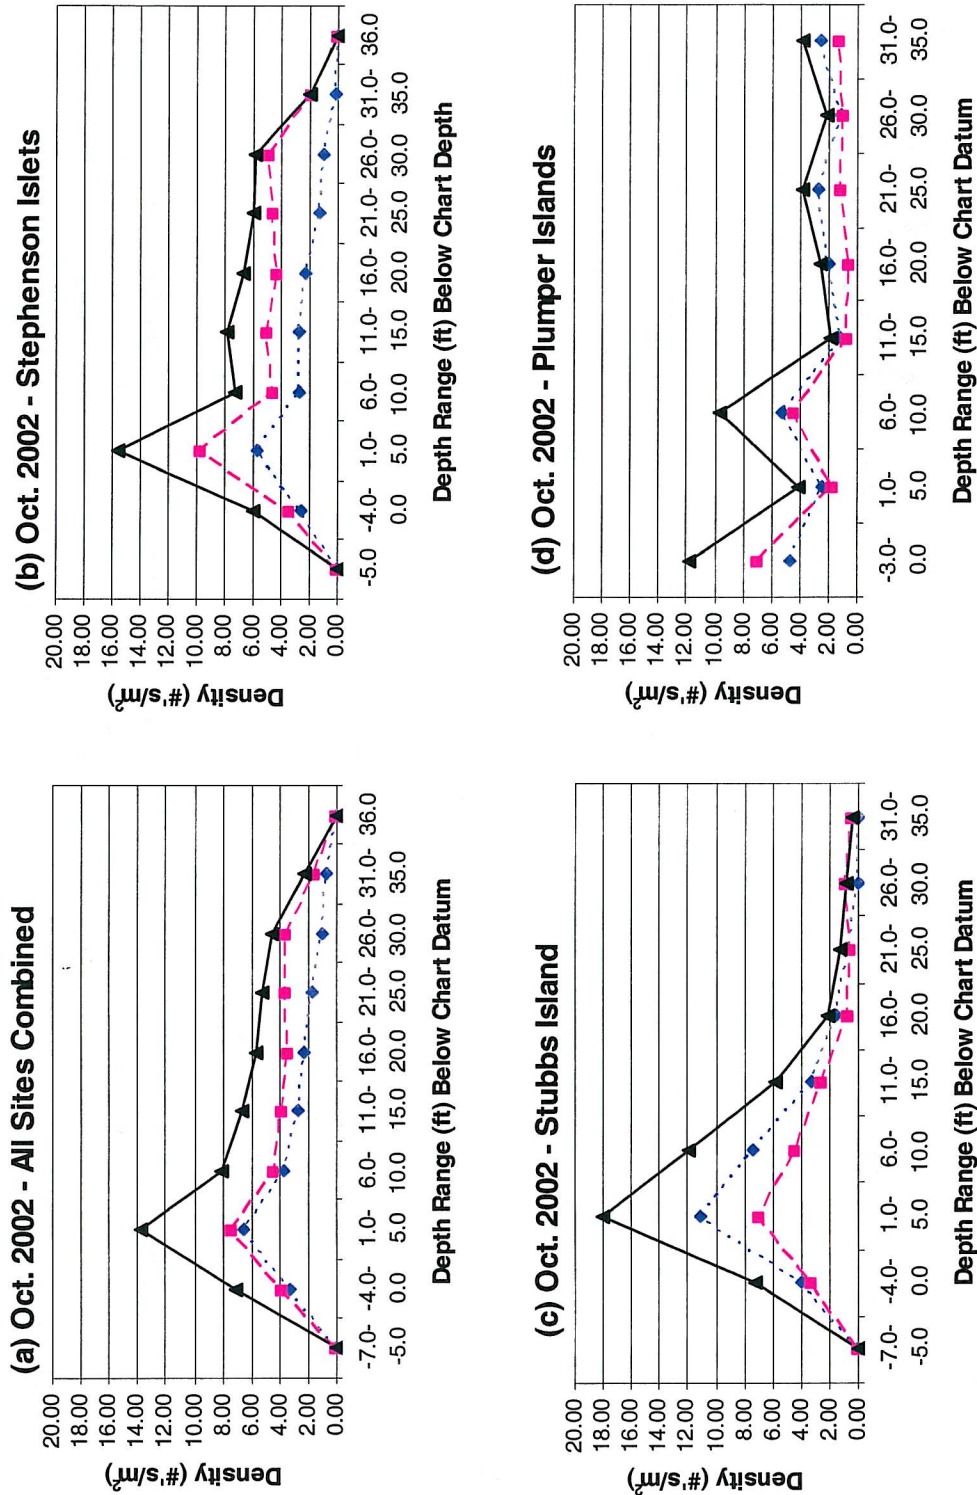 (a) Oct. 2002 - All Sites Combined
20.00
18.00
16.00
14.00
12.00
10.00
8.00
6.00
4.00
2.00
0.00
Density (#'s/m²)
-7.0- -4.0- 1.0- 6.0- 11.0- 16.0- 21.0- 26.0- 31.0- 36.0
-5.0 0.0 5.0 10.0 15.0 20.0 25.0 30.0 35.0
Depth Range (ft) Below Chart Datum
(b) Oct. 2002 - Stephenson Islets
20.00
18.00
16.00
14.00
12.00
10.00
8.00
6.00
4.00
2.00
0.00
Density (#'s/m²)
-5.0 -4.0- 1.0- 6.0- 11.0- 16.0- 21.0- 26.0- 31.0- 36.0
0.0 5.0 10.0 15.0 20.0 25.0 30.0 35.0
Depth Range (ft) Below Chart Depth
(c) Oct. 2002 - Stubbs Island
20.00
18.00
16.00
14.00
12.00
10.00
8.00
6.00
4.00
2.00
0.00
Density (#'s/m²)
-7.0- -4.0- 1.0- 6.0- 11.0- 16.0- 21.0- 26.0- 31.0-
-5.0 0.0 5.0 10.0 15.0 20.0 25.0 30.0 35.0
Depth Range (ft) Below Chart Datum
(d) Oct. 2002 - Plumper Islands
20.00
18.00
16.00
14.00
12.00
10.00
8.00
6.00
4.00
2.00
0.00
Density (#'s/m²)
-3.0- 1.0- 6.0- 11.0- 16.0- 21.0- 26.0- 31.0-
0.0 5.0 10.0 15.0 20.0 25.0 30.0 35.0
Depth Range (ft) Below Chart Datum